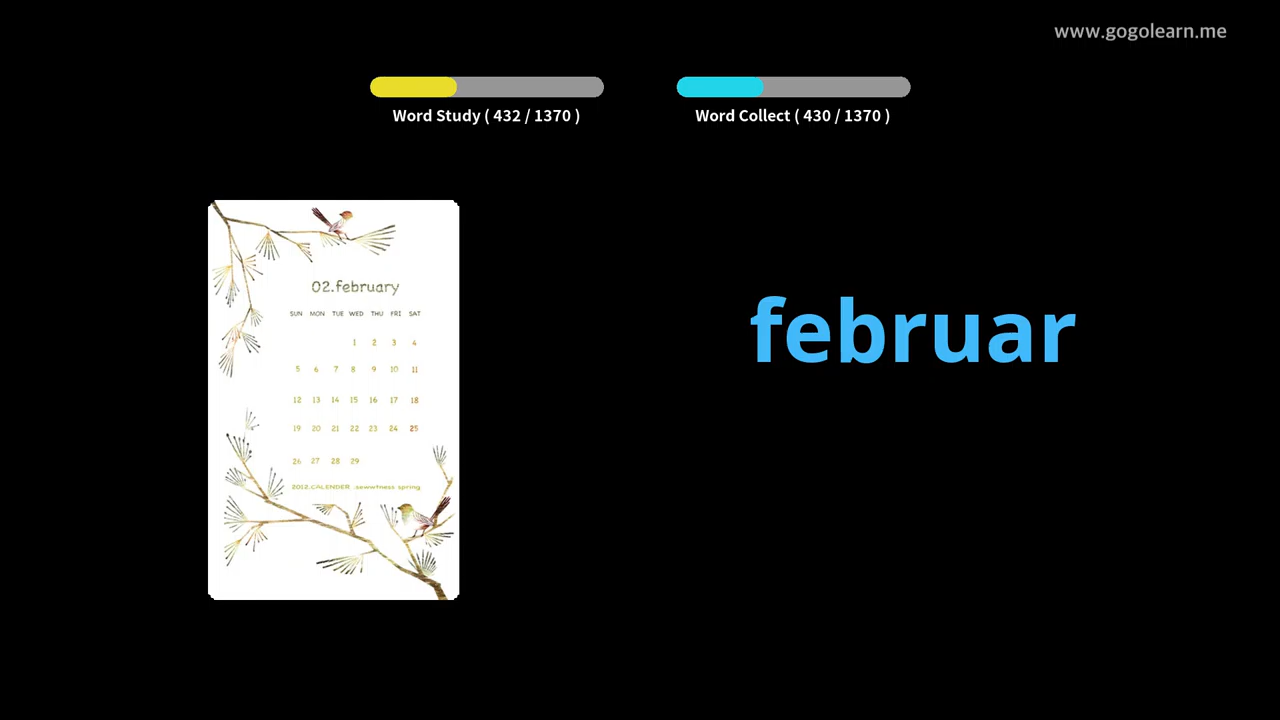 www.gogolearn.me
Word Study ( 432 / 1370 )
Word Collect ( 430 / 1370 )
02.february
SUN MON TUE WED THU FRI SAT
1 2 3 4
5 6 7 8 9 10 11
12 13 14 15 16 17 18
19 20 21 22 23 24 25
26 27 28 29
2012.CALENDER .sewwtness spring
februar